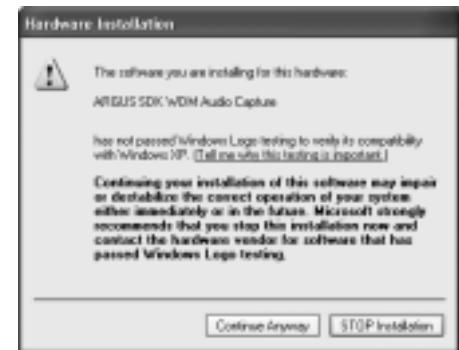 Hardware Installation
The software you are installing for this hardware:
ARGUS SDK WDM Audio Capture
has not passed Windows Logo testing to verify its compatibility
with Windows XP. (Tell me why this testing is important.)
Continuing your installation of this software may impair
or destabilize the correct operation of your system
either immediately or in the future. Microsoft strongly
recommends that you stop this installation now and
contact the hardware vendor for software that has
passed Windows Logo testing.
Continue Anyway STOP Installation